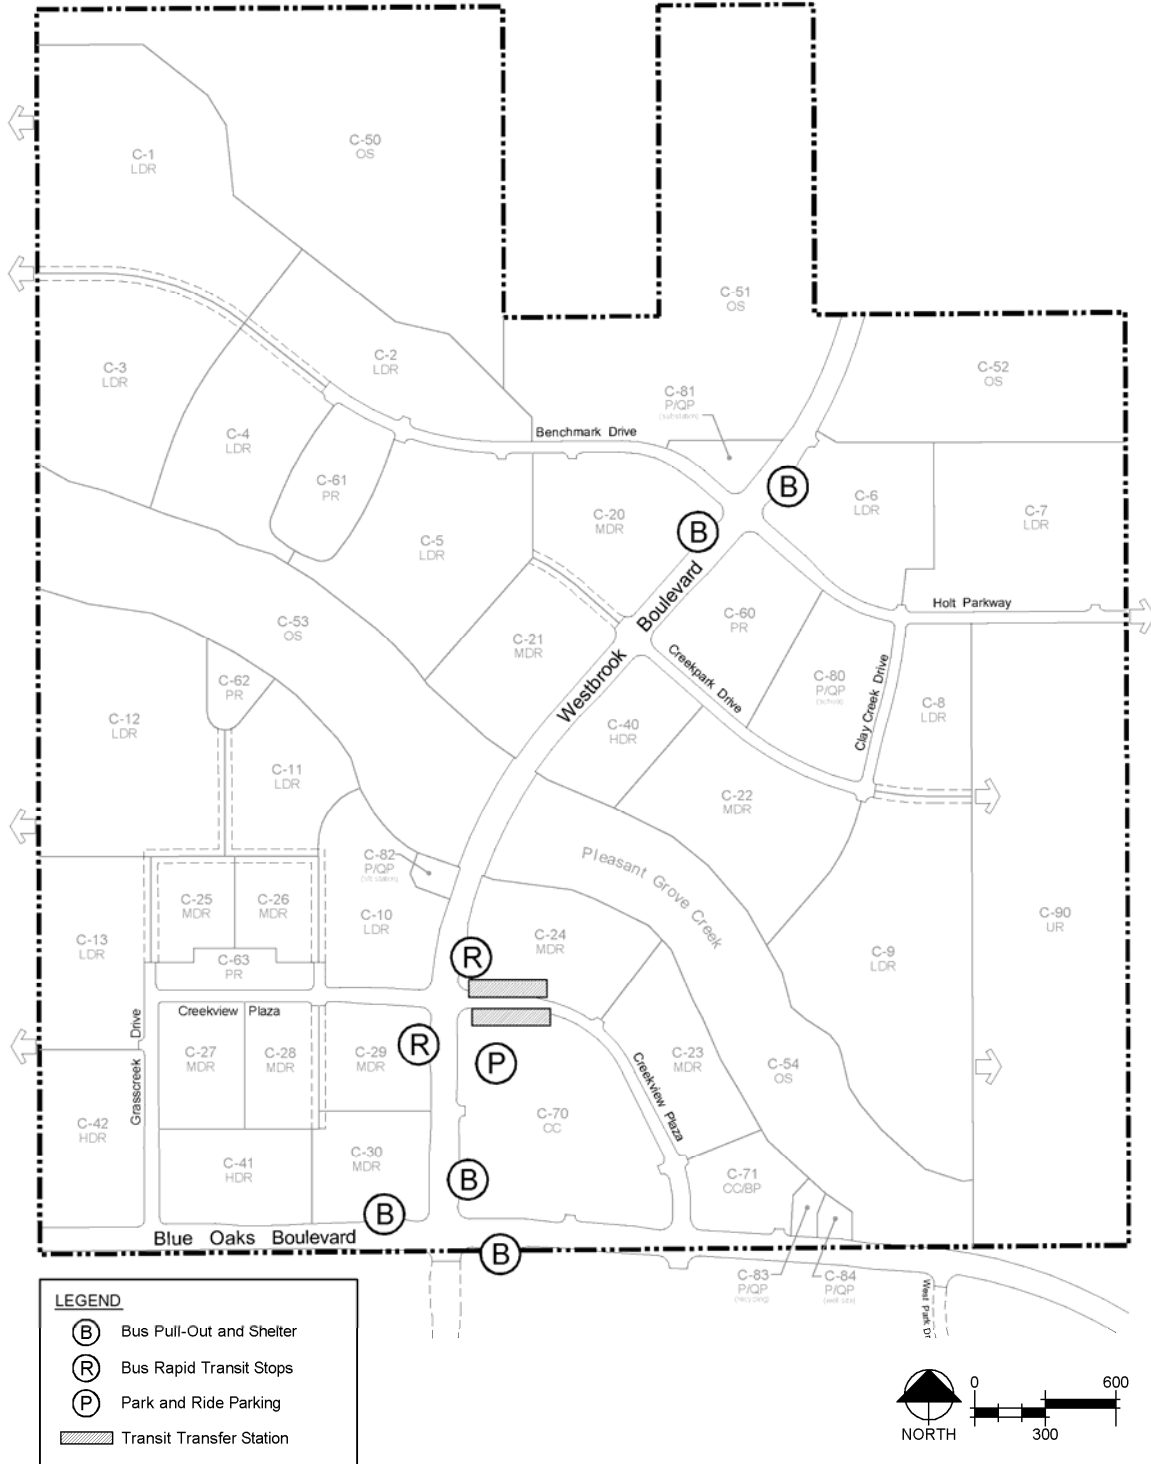 C-1
LDR
C-50
OS
C-51
OS
C-2
LDR
C-3
LDR
C-52
OS
C-81
P/QP
(substation)
C-4
LDR
Benchmark Drive
C-61
PR
C-5
LDR
C-20
MDR
B
B
C-6
LDR
C-7
LDR
Westbrook Boulevard
C-60
PR
Holt Parkway
C-53
OS
C-21
MDR
Creekpark Drive
C-80
P/QP
(school)
Clay Creek Drive
C-8
LDR
C-62
PR
C-12
LDR
C-40
HDR
C-11
LDR
C-22
MDR
C-82
P/QP
(lift station)
Pleasant Grove Creek
C-25
MDR
C-26
MDR
C-10
LDR
C-13
LDR
C-24
MDR
C-90
UR
C-9
LDR
C-63
PR
R
Creekview Plaza
Grasscreek Drive
C-27
MDR
C-28
MDR
C-29
MDR
R
P
Creekview Plaza
C-23
MDR
C-54
OS
C-42
HDR
C-70
CC
C-41
HDR
C-30
MDR
B
C-71
CC/BP
B
Blue Oaks Boulevard
B
C-83
P/QP
(recycling)
C-84
P/QP
(well site)
West Park Dr
LEGEND
B Bus Pull-Out and Shelter
R Bus Rapid Transit Stops
P Park and Ride Parking
Transit Transfer Station
NORTH
0
600
300